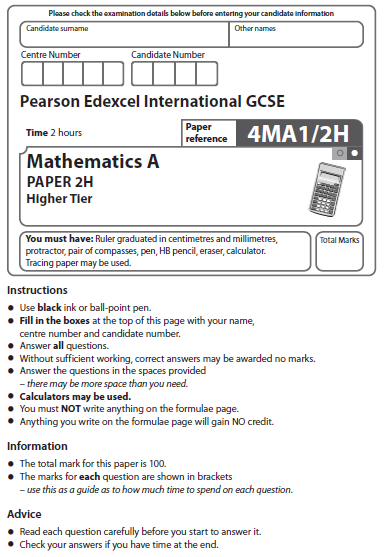 Please check the examination details below before entering your candidate information
Candidate surname
Other names
Centre Number
Candidate Number
Pearson Edexcel International GCSE
Time 2 hours
Paper reference
4MA1/2H
Mathematics A
PAPER 2H
Higher Tier
You must have: Ruler graduated in centimetres and millimetres,
protractor, pair of compasses, pen, HB pencil, eraser, calculator.
Tracing paper may be used.
Total Marks
Instructions
● Use black ink or ball-point pen.
● Fill in the boxes at the top of this page with your name,
centre number and candidate number.
● Answer all questions.
● Without sufficient working, correct answers may be awarded no marks.
● Answer the questions in the spaces provided
– there may be more space than you need.
● Calculators may be used.
● You must NOT write anything on the formulae page.
● Anything you write on the formulae page will gain NO credit.
Information
● The total mark for this paper is 100.
● The marks for each question are shown in brackets
– use this as a guide as to how much time to spend on each question.
Advice
● Read each question carefully before you start to answer it.
● Check your answers if you have time at the end.